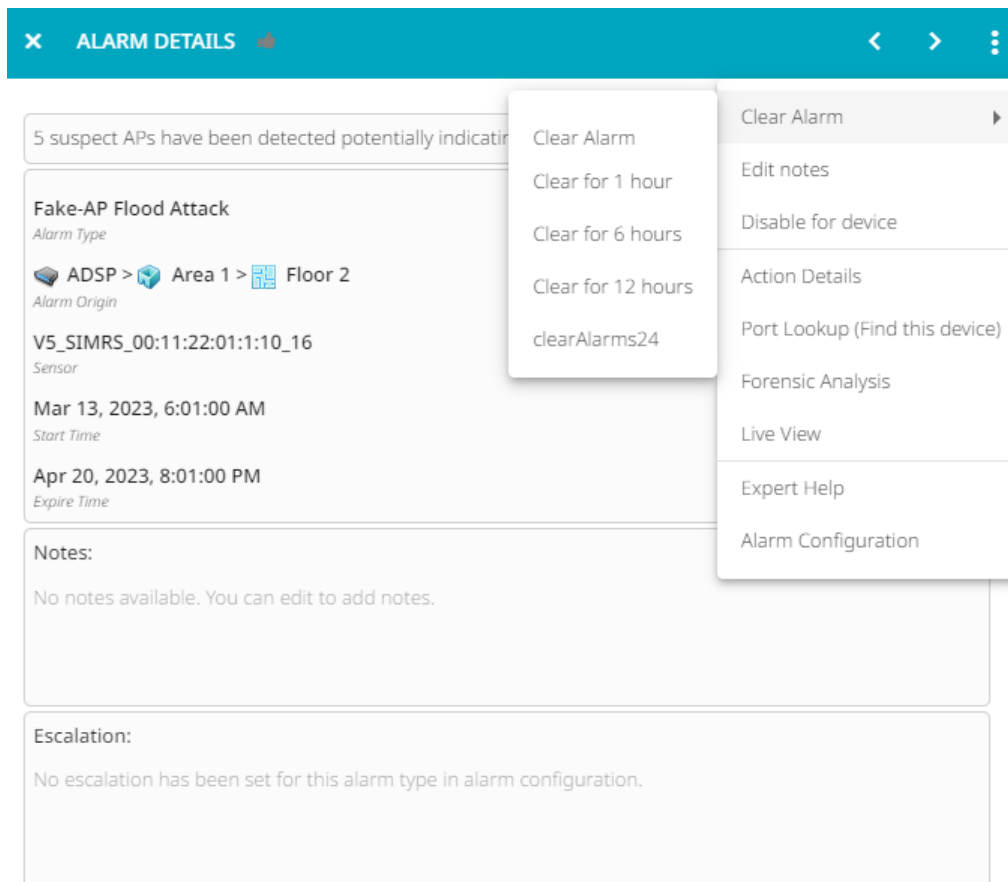 ALARM DETAILS
5 suspect APs have been detected potentially
Fake-AP Flood Attack
Alarm Type
ADSP > Area 1 > Floor 2
Alarm Origin
V5_SIMRS_00:11:22:01:1:10_16
Sensor
Mar 13, 2023, 6:01:00 AM
Start Time
Apr 20, 2023, 8:01:00 PM
Expire Time
Clear Alarm
Clear for 1 hour
Clear for 6 hours
Clear for 12 hours
clearAlarms24
Clear Alarm
Edit notes
Disable for device
Action Details
Port Lookup (Find this device)
Forensic Analysis
Live View
Expert Help
Alarm Configuration
Notes:
No notes available. You can edit to add notes.
Escalation:
No escalation has been set for this alarm type in alarm configuration.